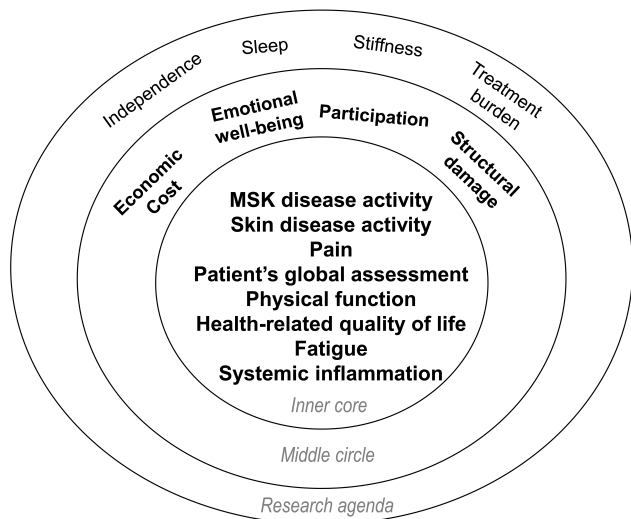 Independence
Sleep
Stiffness
Treatment
burden
Economic
Cost
Emotional
well-being
Participation
Structural
damage
MSK disease activity
Skin disease activity
Pain
Patient's global assessment
Physical function
Health-related quality of life
Fatigue
Systemic inflammation
Inner core
Middle circle
Research agenda